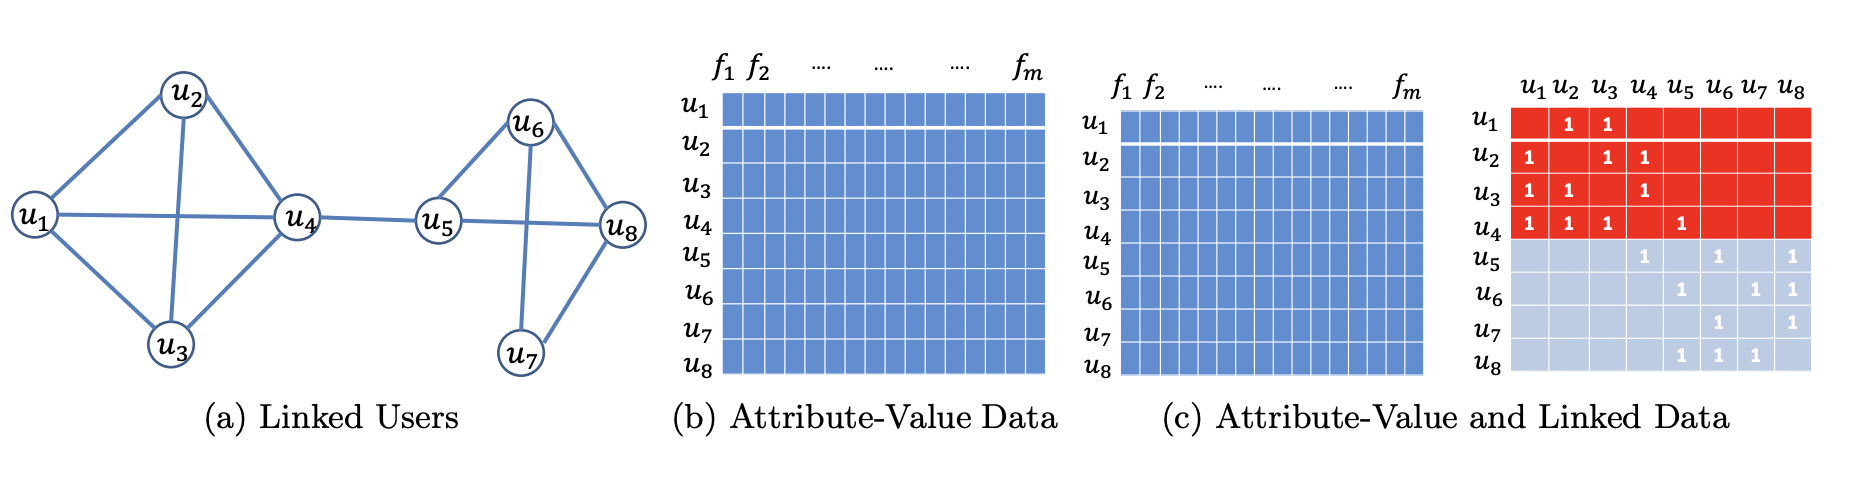 u1
u2
u3
u4
u5
u6
u7
u8
(a) Linked Users
f1 f2 .... .... .... fm
u1
u2
u3
u4
u5
u6
u7
u8
(b) Attribute-Value Data
f1 f2 .... .... .... fm
u1
u2
u3
u4
u5
u6
u7
u8
u1 u2 u3 u4 u5 u6 u7 u8
u1 1 1
u2 1 1 1
u3 1 1 1
u4 1 1 1 1
u5 1 1 1
u6 1 1 1
u7 1 1
u8 1 1 1
(c) Attribute-Value and Linked Data